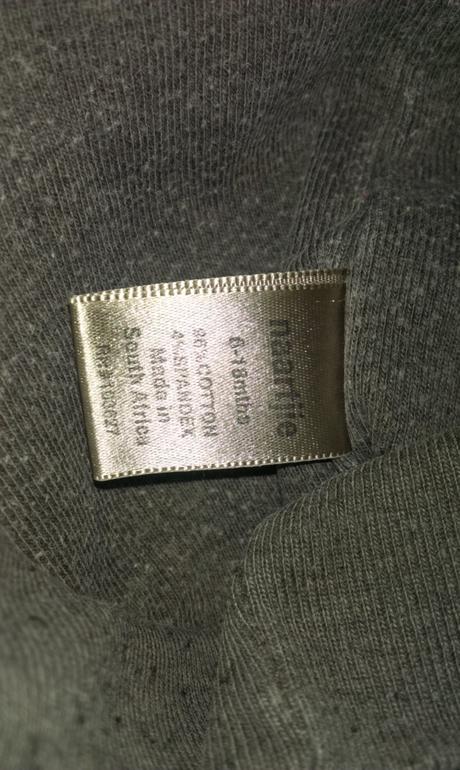 naartjie
6-18mths
96%COTTON
4%SPANDEX
Made in
South Africa